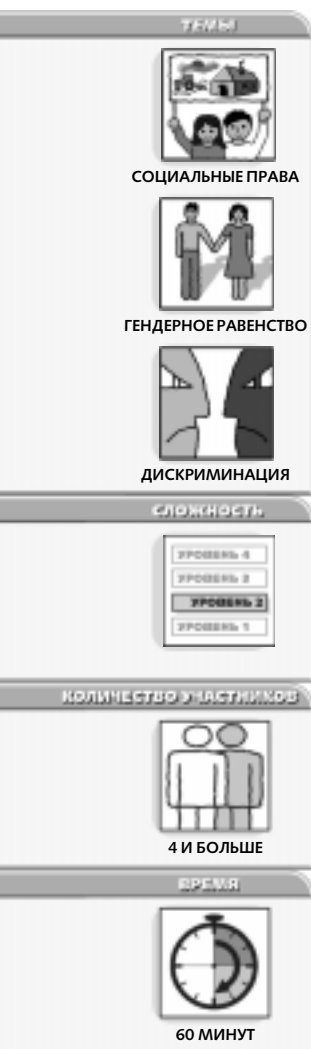 ТЕМЫ
СОЦИАЛЬНЫЕ ПРАВА
ГЕНДЕРНОЕ РАВЕНСТВО
ДИСКРИМИНАЦИЯ
СЛОЖНОСТЬ
УРОВЕНЬ 4
УРОВЕНЬ 3
УРОВЕНЬ 2
УРОВЕНЬ 1
КОЛИЧЕСТВО УЧАСТНИКОВ
4 И БОЛЬШЕ
ВРЕМЯ
60 МИНУТ